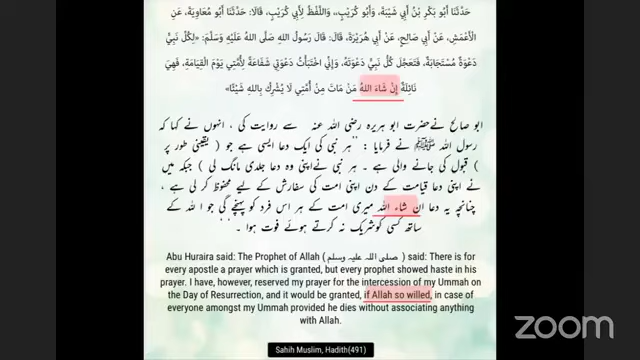 حَدَّثَنَا أَبُو بَكْرِ بْنُ أَبِي شَيْبَةَ، وَأَبُو كُرَيْبٍ،، وَاللَّفْظُ لِأَبِي كُرَيْبٍ، قَالَا: حَدَّثَنَا أَبُو مُعَاوِيَةَ، عَنِ
الْأَعْمَشِ، عَنْ أَبِي صَالِحٍ، عَنْ أَبِي هُرَيْرَةَ، قَالَ: قَالَ رَسُولُ اللهِ صَلَّى اللهُ عَلَيْهِ وَسَلَّمَ: «لِكُلِّ نَبِيٍّ
دَعْوَةٌ مُسْتَجَابَةٌ، فَتَعَجَّلَ كُلُّ نَبِيٍّ دَعْوَتَهُ، وَإِنِّي اخْتَبَأْتُ دَعْوَتِي شَفَاعَةً لِأُمَّتِي يَوْمَ الْقِيَامَةِ، فَهِيَ
نَائِلَةٌ إِنْ شَاءَ اللهُ مَنْ مَاتَ مِنْ أُمَّتِي لَا يُشْرِكُ بِاللهِ شَيْئًا»
ابو صالح نےحضرت ابو ہریرہ رضی اللہ عنہ سے روایت کی ، انہوں نے کہا کہ
رسول اللہ ﷺ نے فرمایا : ’’ہر نبی کی ایک دعا ایسی ہے جو ( یقینی طور پر
) قبول کی جانے والی ہے ۔ ہر نبی نےاپنی وہ دعا جلدی مانگ لی ) جبکہ میں
نے اپنی دعا قیامت کے دن اپنی امت کی سفارش کے لیے محفوظ کر لی ہے ،
چنانچہ یہ دعا ان شاء اللہ میری امت کے ہر اس فرد کو پہنچے گی جو ا للہ کے
ساتھ کسی کوشریک نہ کرتے ہوئے فوت ہوا ۔ ‘ ‘
Abu Huraira said: The Prophet of Allah ( صلی اللہ علیہ وسلم ) said: There is for
every apostle a prayer which is granted, but every prophet showed haste in his
prayer. I have, however, reserved my prayer for the intercession of my Ummah on
the Day of Resurrection, and it would be granted, if Allah so willed, in case of
everyone amongst my Ummah provided he dies without associating anything
with Allah.
Sahih Muslim, Hadith(491)
zoom